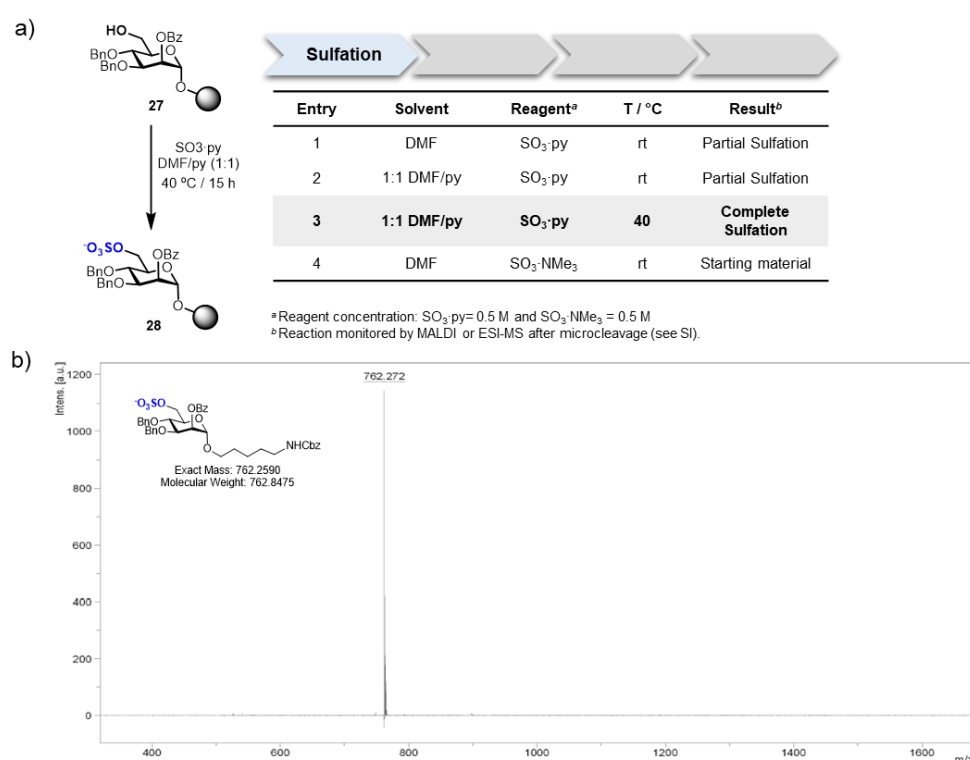 a)
HO
OBz
BnO
O
BnO
O
27
SO3·py
DMF/py (1:1)
40 ºC / 15 h
⁻O₃SO
OBz
BnO
O
BnO
O
28
Sulfation
Entry Solvent Reagentᵃ T / °C Resultᵇ
1 DMF SO₃·py rt Partial Sulfation
2 1:1 DMF/py SO₃·py rt Partial Sulfation
3 1:1 DMF/py SO₃·py 40 Complete
Sulfation
4 DMF SO₃·NMe₃ rt Starting material
ᵃ Reagent concentration: SO₃·py= 0.5 M and SO₃·NMe₃ = 0.5 M
ᵇ Reaction monitored by MALDI or ESI-MS after microcleavage (see SI).
b)
Intens. [a.u.]
1200
1000
800
600
400
200
0
762.272
⁻O₃SO
OBz
BnO
O
BnO
O
NHCbz
Exact Mass: 762.2590
Molecular Weight: 762.8475
400 600 800 1000 1200 1400 1600